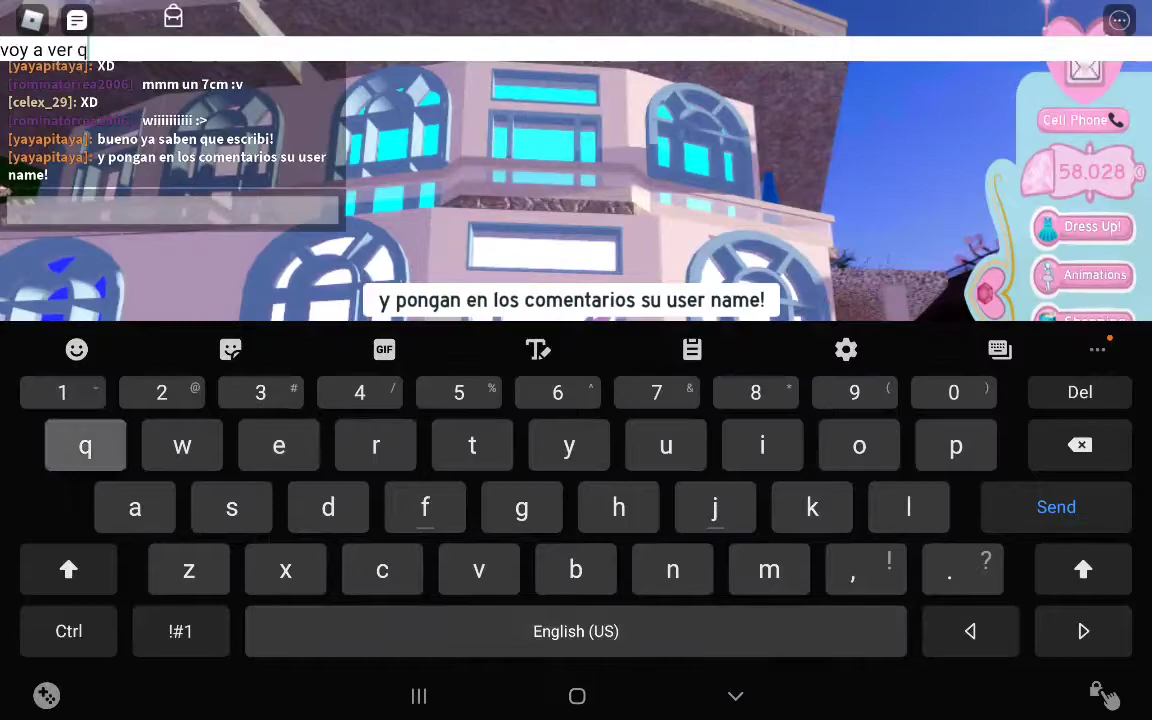 voy a ver q
[yayapitaya]: XD
[rominatorrea2006] mmm un 7cm :v
[celex_29]: XD
wiiiiiiiiii :>
[yayapitaya]: bueno ya saben que escribi!
[yayapitaya]: y pongan en los comentarios su user
name!
y pongan en los comentarios su user name!
Cell Phone
58.028
Dress Up!
Animations
GIF
1 - 2 @ 3 # 4 / 5 % 6 ^ 7 & 8 * 9 ( 0 ) Del
q w e r t y u i o p
a s d f g h j k l Send
z x c v b n m , ! . ?
Ctrl !#1 English (US)